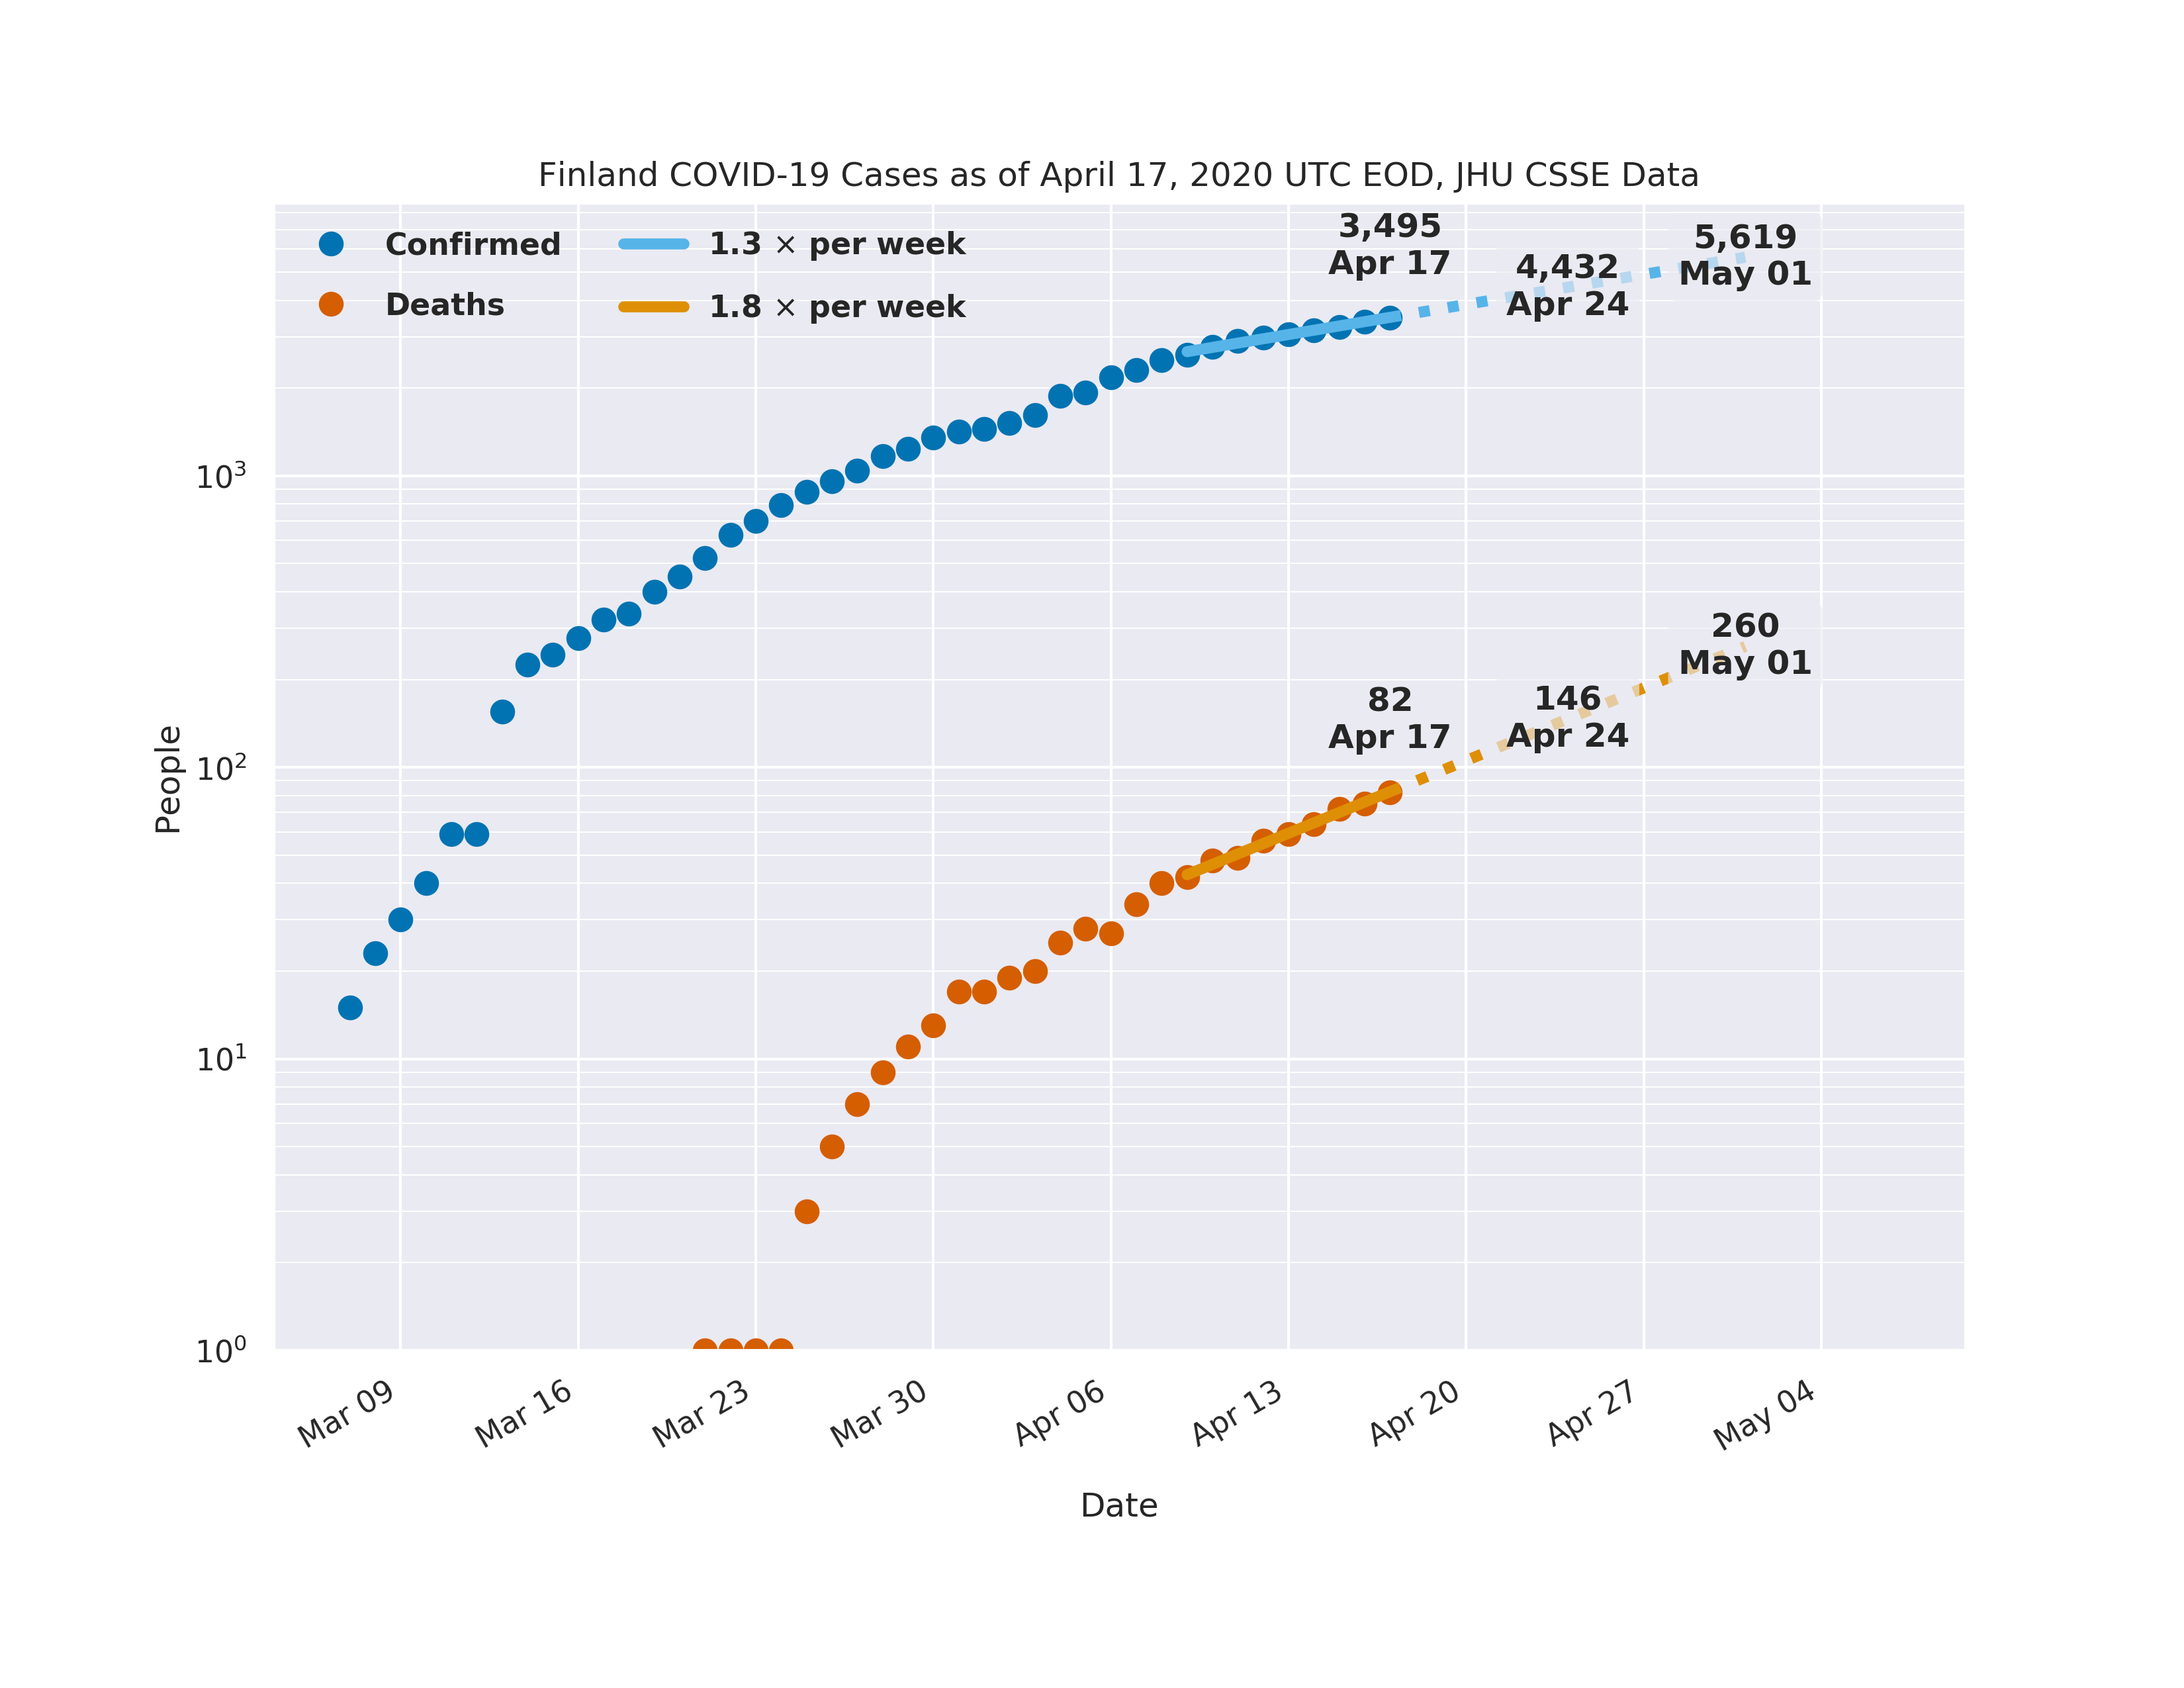 Finland COVID-19 Cases as of April 17, 2020 UTC EOD, JHU CSSE Data
Confirmed
Deaths
1.3 × per week
1.8 × per week
3,495
Apr 17
4,432
Apr 24
5,619
May 01
260
May 01
82
Apr 17
146
Apr 24
People
10³
10²
10¹
10⁰
Mar 09
Mar 16
Mar 23
Mar 30
Apr 06
Apr 13
Apr 20
Apr 27
May 04
Date